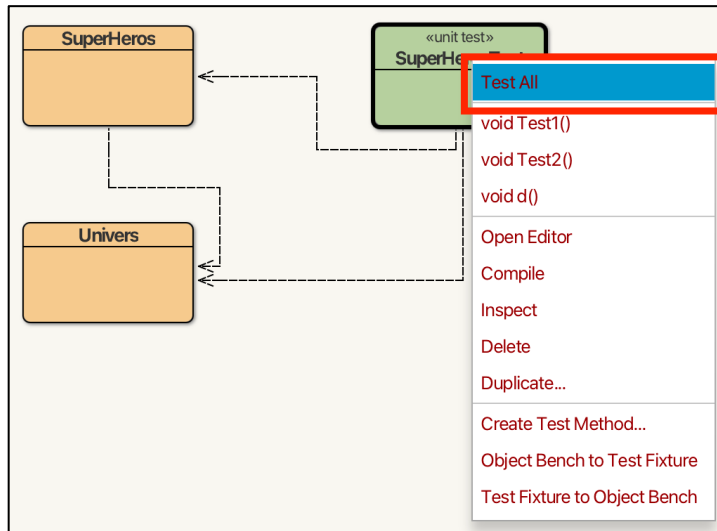 SuperHeros
«unit test»
SuperHe
Univers
Test All
void Test1()
void Test2()
void d()
Open Editor
Compile
Inspect
Delete
Duplicate...
Create Test Method...
Object Bench to Test Fixture
Test Fixture to Object Bench